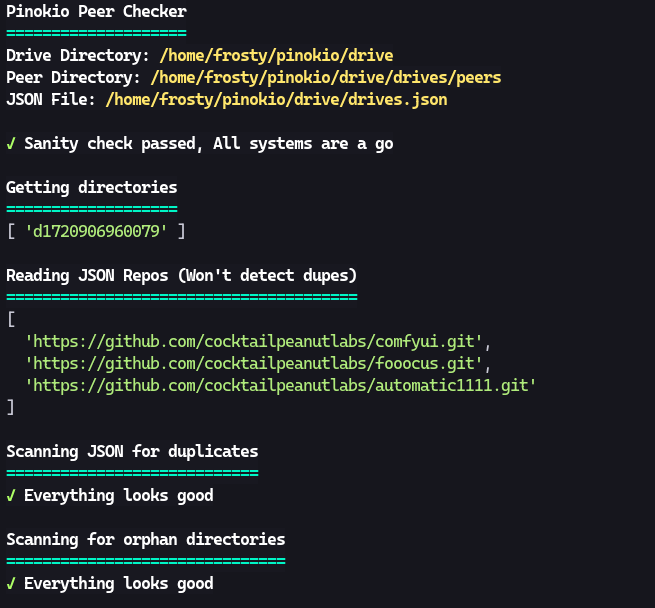 Pinokio Peer Checker
====================
Drive Directory: /home/frosty/pinokio/drive
Peer Directory: /home/frosty/pinokio/drive/drives/peers
JSON File: /home/frosty/pinokio/drive/drives.json
✓ Sanity check passed, All systems are a go
Getting directories
===================
[ 'd1720906960079' ]
Reading JSON Repos (Won't detect dupes)
=======================================
[
  'https://github.com/cocktailpeanutlabs/comfyui.git',
  'https://github.com/cocktailpeanutlabs/fooocus.git',
  'https://github.com/cocktailpeanutlabs/automatic1111.git'
]
Scanning JSON for duplicates
============================
✓ Everything looks good
Scanning for orphan directories
===============================
✓ Everything looks good